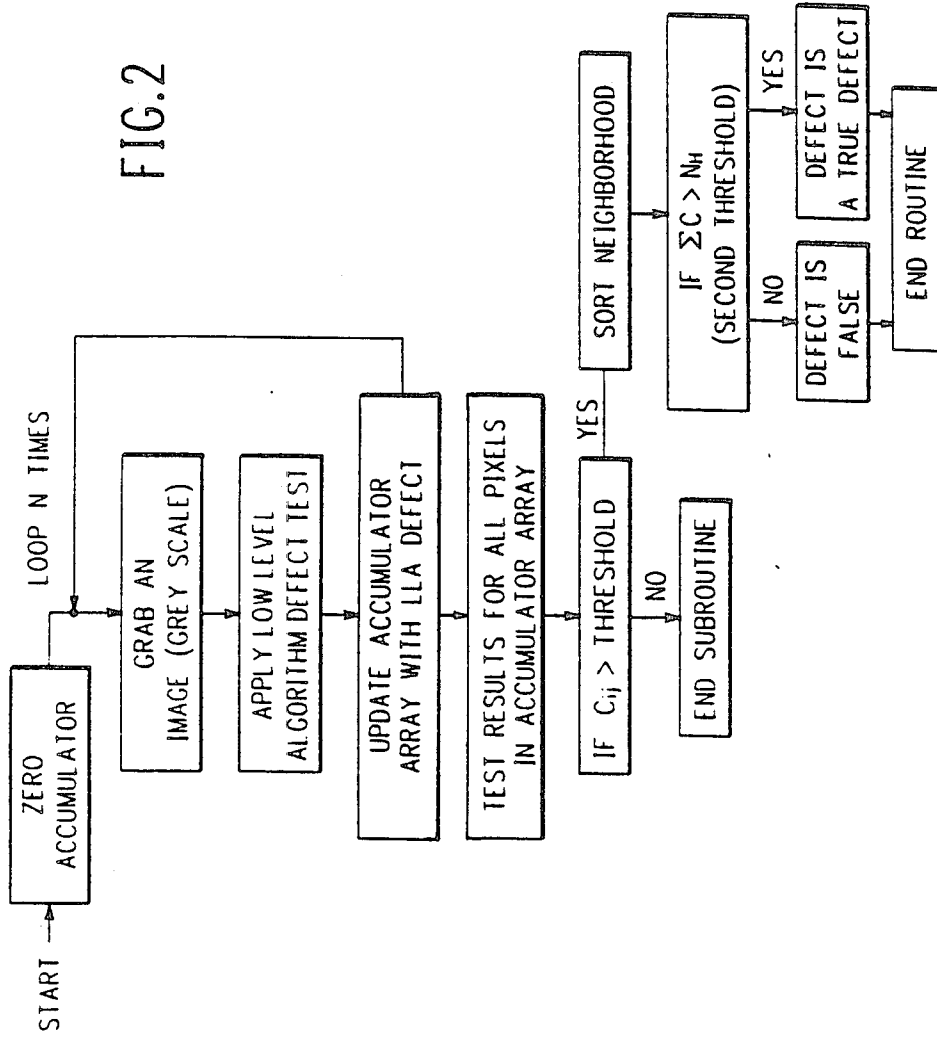 FIG.2
START
ZERO
ACCUMULATOR
LOOP N TIMES
GRAB AN
IMAGE (GREY SCALE)
APPLY LOW LEVEL
ALGORITHM DEFECT TEST
UPDATE ACCUMULATOR
ARRAY WITH LLA DEFECT
TEST RESULTS FOR ALL PIXELS
IN ACCUMULATOR ARRAY
IF Cij > THRESHOLD
YES
NO
END SUBROUTINE
SORT NEIGHBORHOOD
IF ΣC > NH
(SECOND THRESHOLD)
NO
YES
DEFECT IS
FALSE
DEFECT IS
A TRUE DEFECT
END ROUTINE